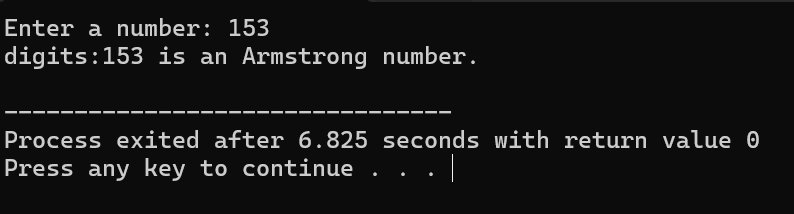 Enter a number: 153
digits:153 is an Armstrong number.
--------------------------------
Process exited after 6.825 seconds with return value 0
Press any key to continue . . .